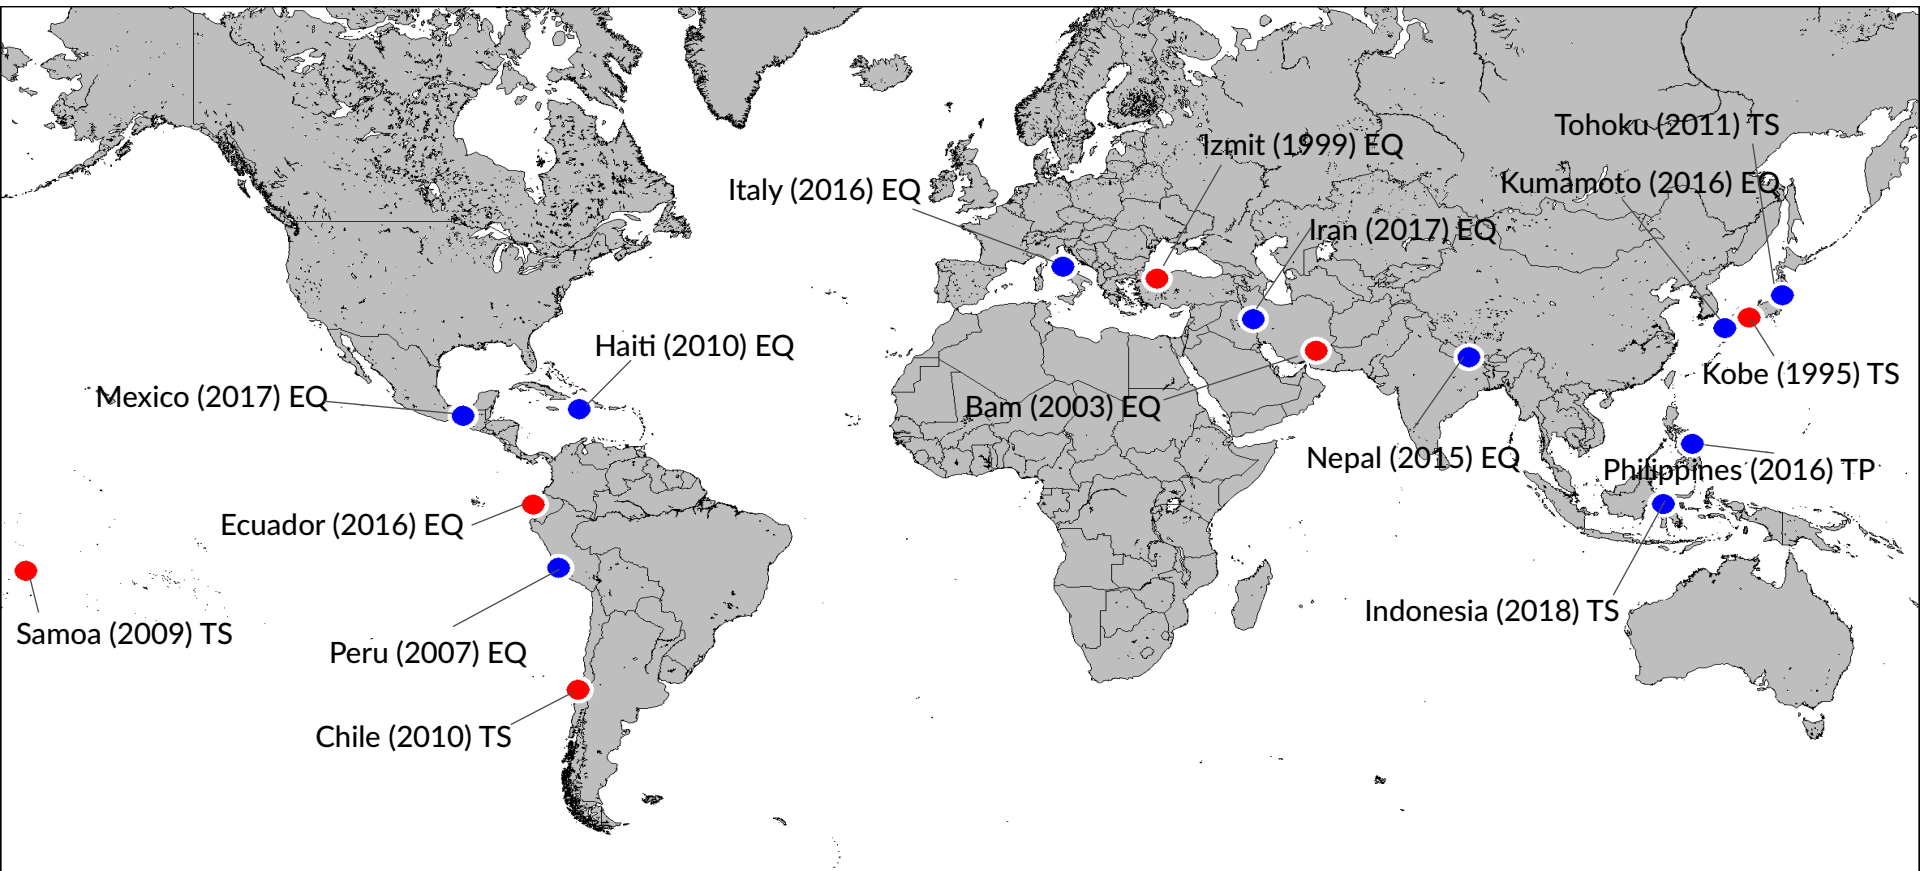 Tohoku (2011) TS
Izmit (1999) EQ
Kumamoto (2016) EQ
Italy (2016) EQ
Iran (2017) EQ
Haiti (2010) EQ
Kobe (1995) TS
Mexico (2017) EQ
Bam (2003) EQ
Nepal (2015) EQ
Philippines (2016) TP
Ecuador (2016) EQ
Indonesia (2018) TS
Samoa (2009) TS
Peru (2007) EQ
Chile (2010) TS